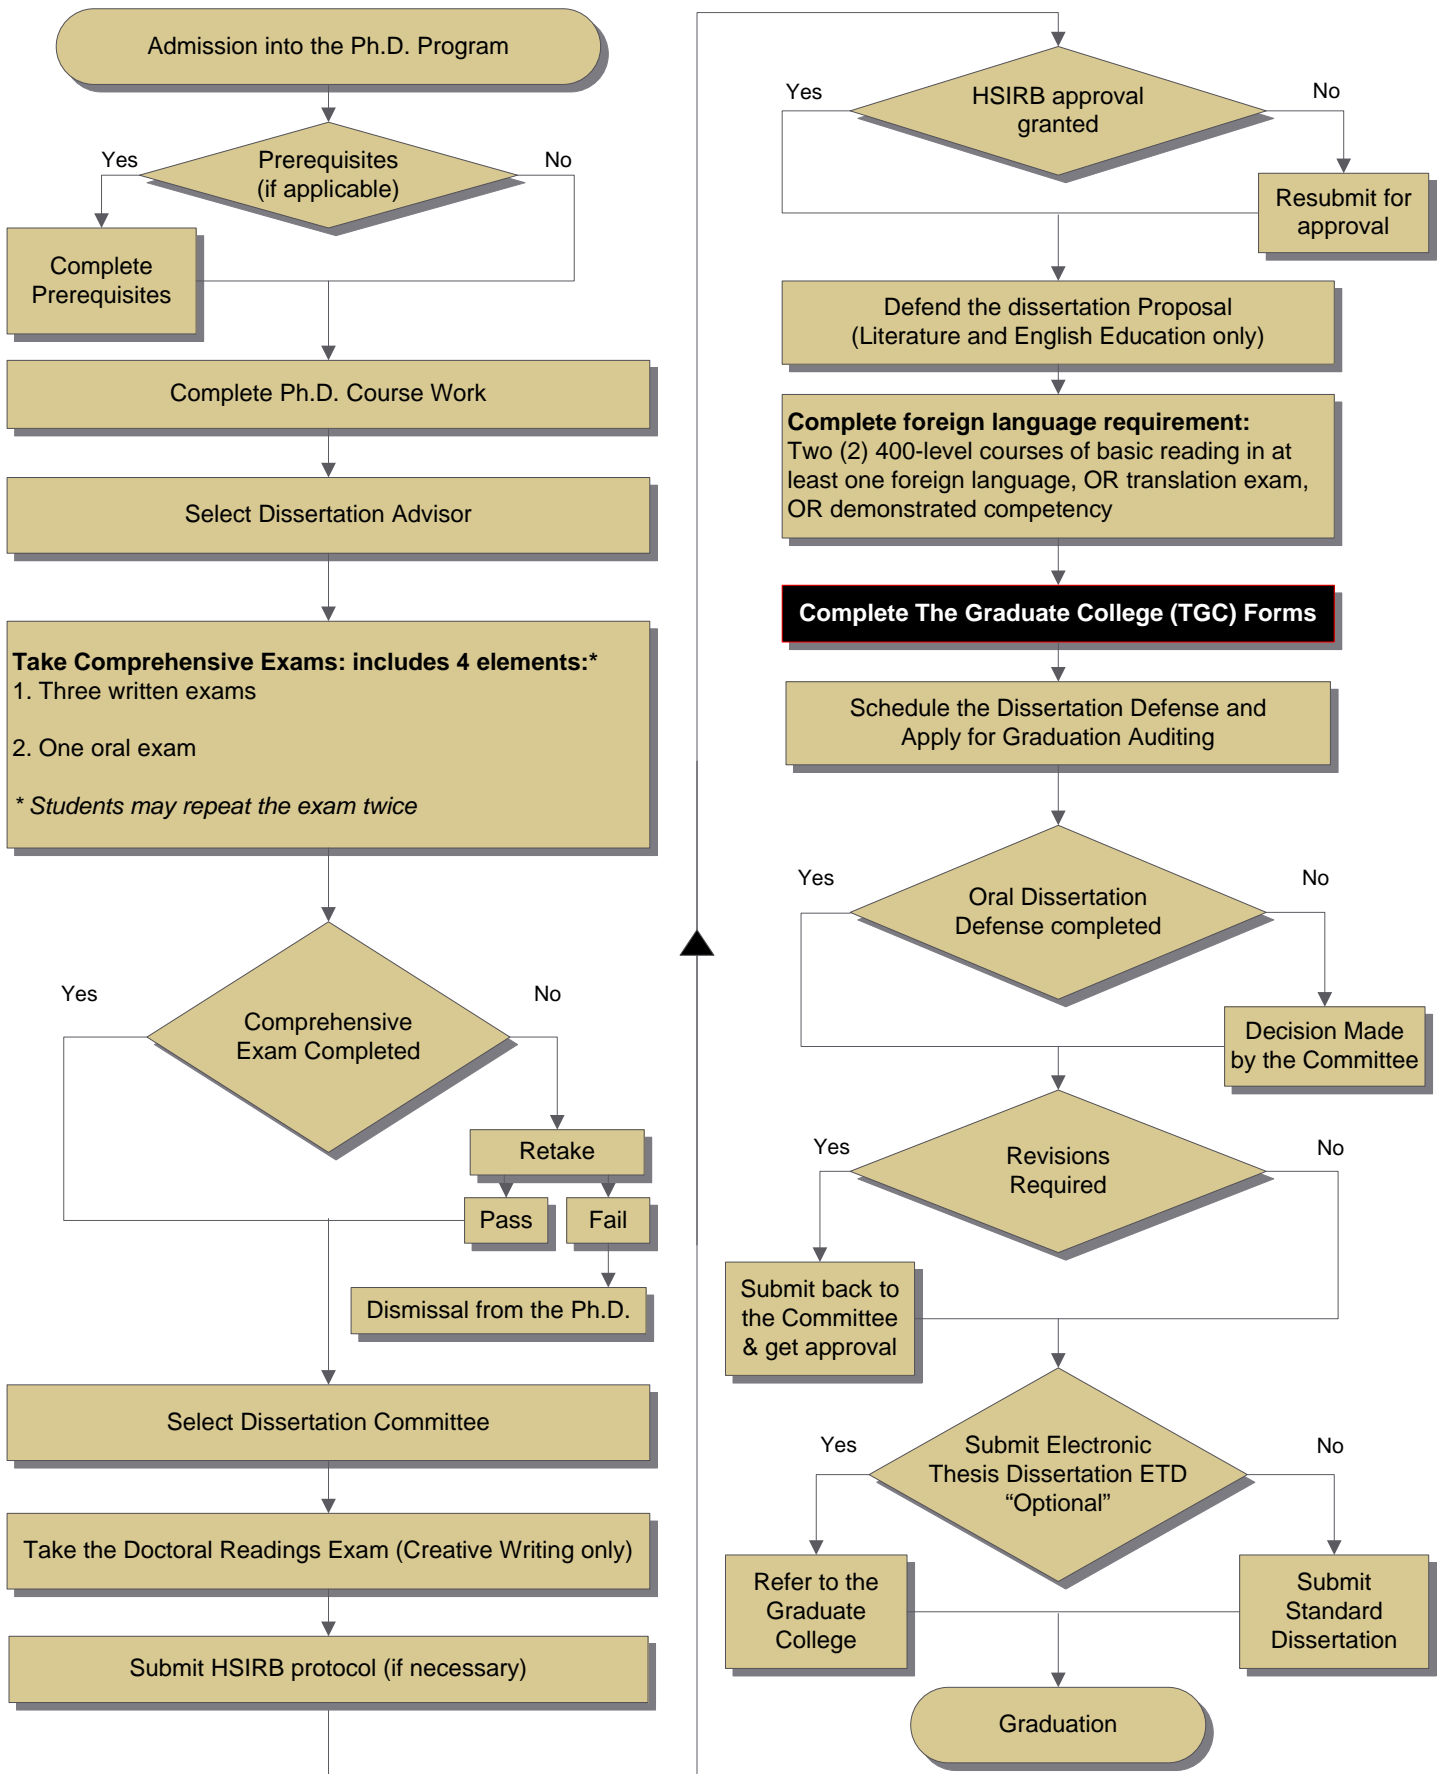 Admission into the Ph.D. Program
Yes
Prerequisites
(if applicable)
No
Complete
Prerequisites
Complete Ph.D. Course Work
Select Dissertation Advisor
Take Comprehensive Exams: includes 4 elements:*
1. Three written exams
2. One oral exam
* Students may repeat the exam twice
Yes
No
Comprehensive
Exam Completed
Retake
Pass
Fail
Dismissal from the Ph.D.
Select Dissertation Committee
Take the Doctoral Readings Exam (Creative Writing only)
Submit HSIRB protocol (if necessary)
Yes
HSIRB approval
granted
No
Resubmit for
approval
Defend the dissertation Proposal
(Literature and English Education only)
Complete foreign language requirement:
Two (2) 400-level courses of basic reading in at
least one foreign language, OR translation exam,
OR demonstrated competency
Complete The Graduate College (TGC) Forms
Schedule the Dissertation Defense and
Apply for Graduation Auditing
Yes
Oral Dissertation
Defense completed
No
Decision Made
by the Committee
Yes
Revisions
Required
No
Submit back to
the Committee
& get approval
Yes
Submit Electronic
Thesis Dissertation ETD
“Optional”
No
Refer to the
Graduate
College
Submit
Standard
Dissertation
Graduation